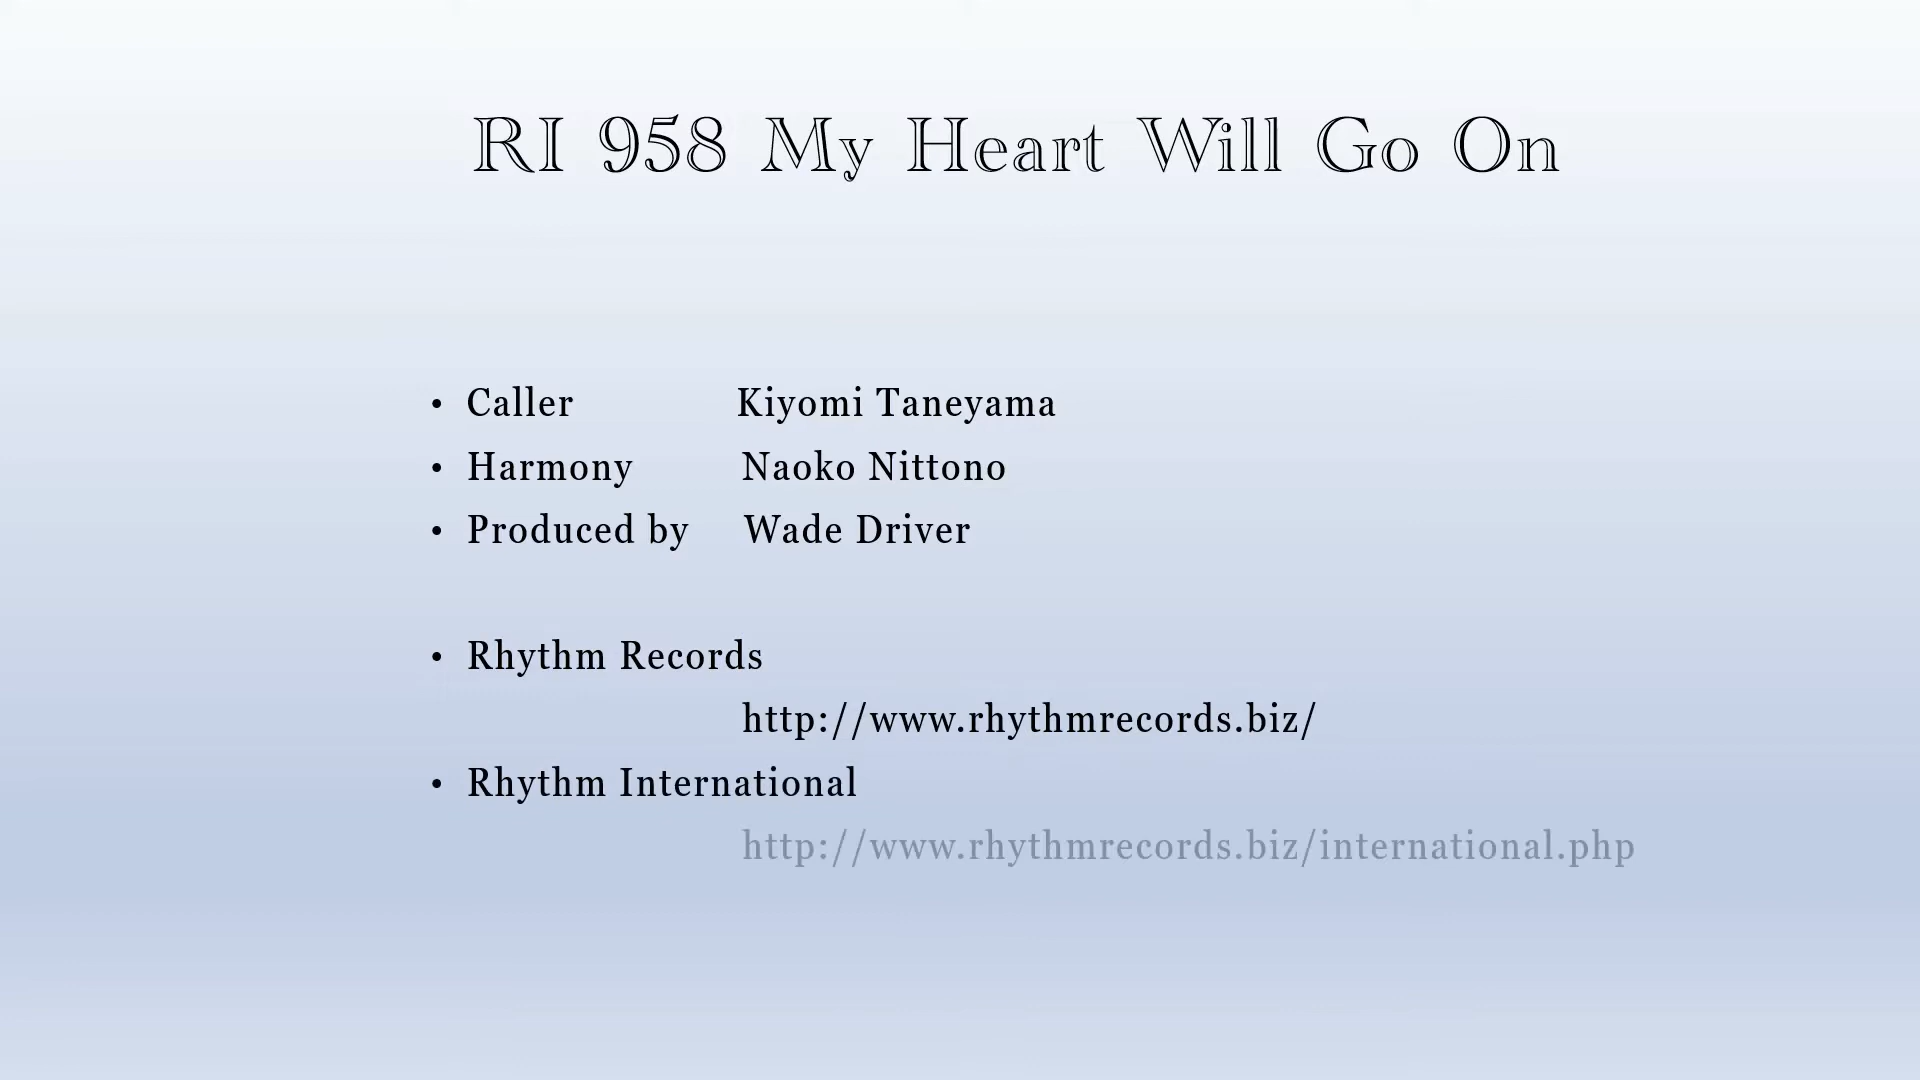 RI 958 My Heart Will Go On
• Caller Kiyomi Taneyama
• Harmony Naoko Nittono
• Produced by Wade Driver
• Rhythm Records
http://www.rhythmrecords.biz/
• Rhythm International
http://www.rhythmrecords.biz/international.php